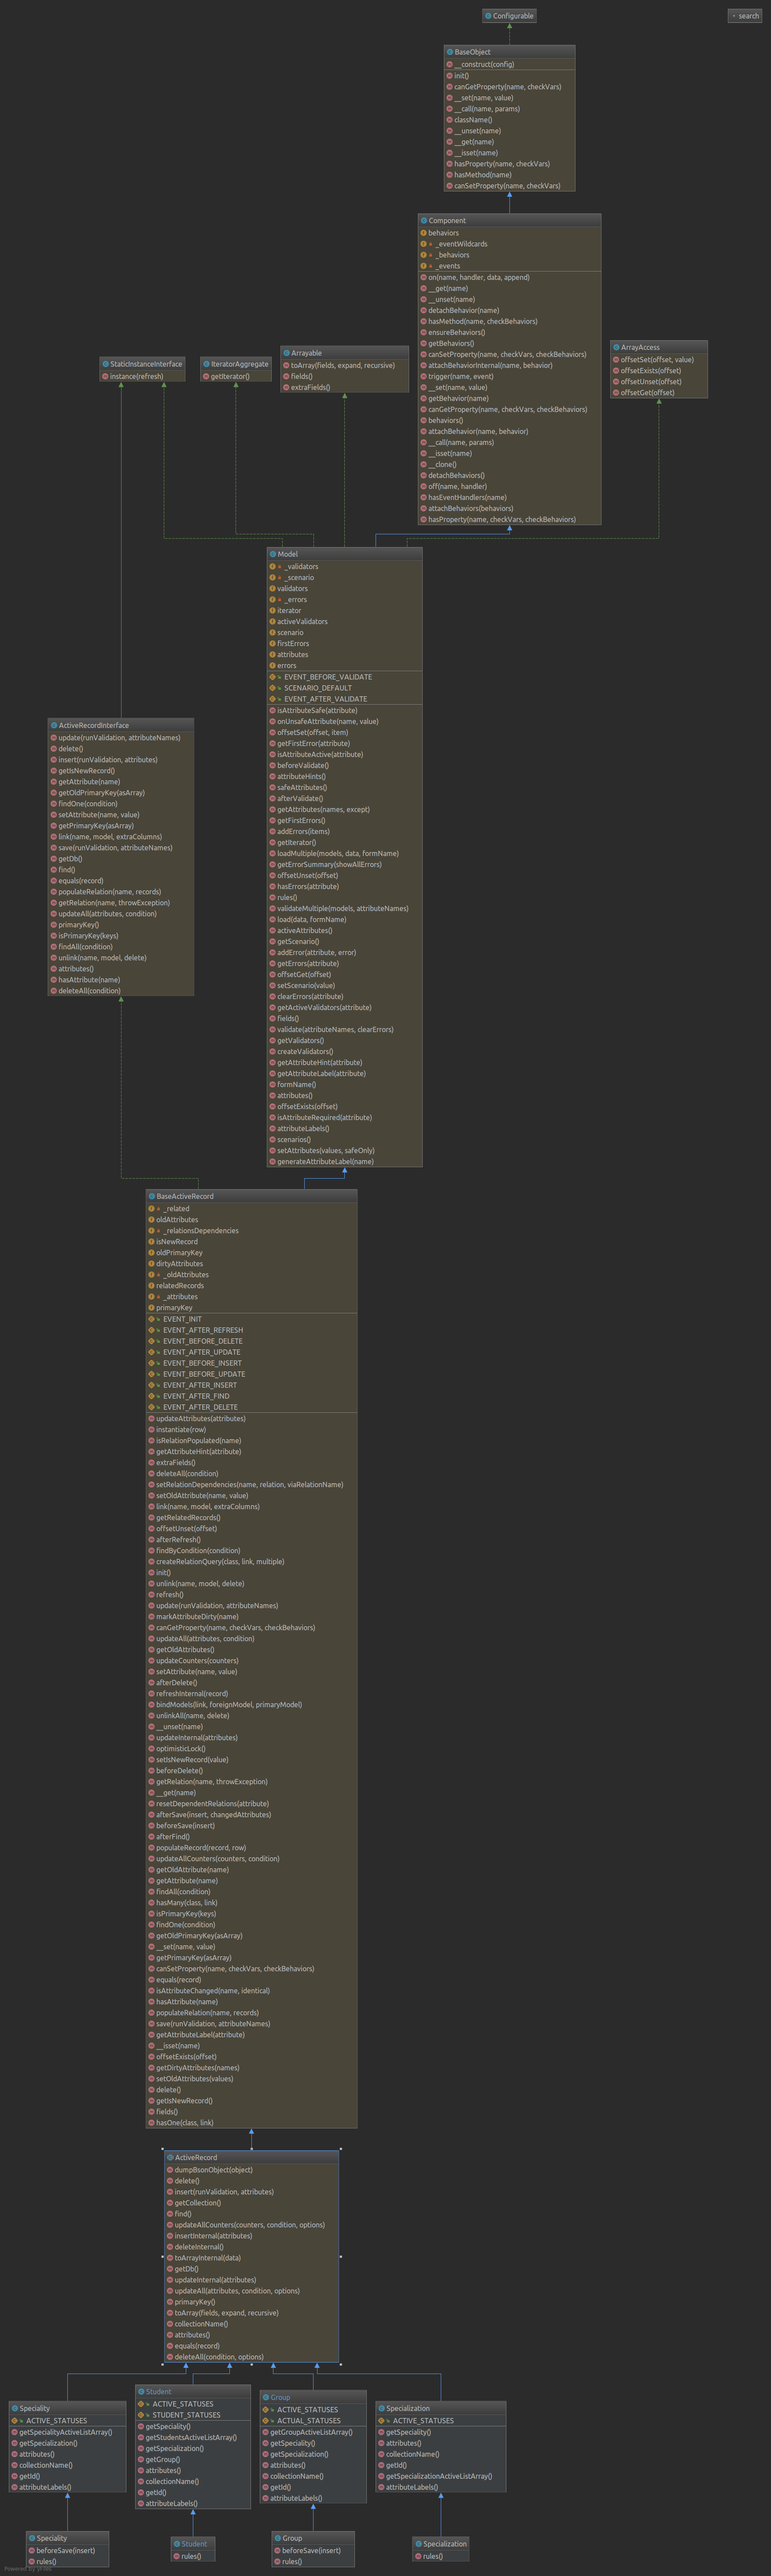 Configurable
search
BaseObject
__construct(config)
init()
canGetProperty(name, checkVars)
__set(name, value)
__call(name, params)
className()
__unset(name)
__get(name)
__isset(name)
hasProperty(name, checkVars)
hasMethod(name)
canSetProperty(name, checkVars)
Component
behaviors
_eventWildcards
_behaviors
_events
on(name, handler, data, append)
__get(name)
__unset(name)
detachBehavior(name)
hasMethod(name, checkBehaviors)
ensureBehaviors()
getBehaviors()
canSetProperty(name, checkVars, checkBehaviors)
attachBehaviorInternal(name, behavior)
trigger(name, event)
__set(name, value)
getBehavior(name)
canGetProperty(name, checkVars, checkBehaviors)
behaviors()
attachBehavior(name, behavior)
__call(name, params)
__isset(name)
__clone()
detachBehaviors()
off(name, handler)
hasEventHandlers(name)
attachBehaviors(behaviors)
hasProperty(name, checkVars, checkBehaviors)
StaticInstanceInterface
instance(refresh)
IteratorAggregate
getIterator()
Arrayable
toArray(fields, expand, recursive)
fields()
extraFields()
ArrayAccess
offsetSet(offset, value)
offsetExists(offset)
offsetUnset(offset)
offsetGet(offset)
Model
_validators
_scenario
validators
_errors
iterator
activeValidators
scenario
firstErrors
attributes
errors
EVENT_BEFORE_VALIDATE
SCENARIO_DEFAULT
EVENT_AFTER_VALIDATE
isAttributeSafe(attribute)
onUnsafeAttribute(name, value)
offsetSet(offset, item)
getFirstError(attribute)
isAttributeActive(attribute)
beforeValidate()
attributeHints()
safeAttributes()
afterValidate()
getAttributes(names, except)
getFirstErrors()
addErrors(items)
getIterator()
loadMultiple(models, data, formName)
getErrorSummary(showAllErrors)
offsetUnset(offset)
hasErrors(attribute)
rules()
validateMultiple(models, attributeNames)
load(data, formName)
activeAttributes()
getScenario()
addError(attribute, error)
getErrors(attribute)
offsetGet(offset)
setScenario(value)
clearErrors(attribute)
getActiveValidators(attribute)
fields()
validate(attributeNames, clearErrors)
getValidators()
createValidators()
getAttributeHint(attribute)
getAttributeLabel(attribute)
formName()
attributes()
offsetExists(offset)
isAttributeRequired(attribute)
attributeLabels()
scenarios()
setAttributes(values, safeOnly)
generateAttributeLabel(name)
ActiveRecordInterface
update(runValidation, attributeNames)
delete()
insert(runValidation, attributes)
getIsNewRecord()
getAttribute(name)
getOldPrimaryKey(asArray)
findOne(condition)
setAttribute(name, value)
getPrimaryKey(asArray)
link(name, model, extraColumns)
save(runValidation, attributeNames)
getDb()
find()
equals(record)
populateRelation(name, records)
getRelation(name, throwException)
updateAll(attributes, condition)
primaryKey()
isPrimaryKey(keys)
findAll(condition)
unlink(name, model, delete)
attributes()
hasAttribute(name)
deleteAll(condition)
BaseActiveRecord
_related
oldAttributes
_relationsDependencies
isNewRecord
oldPrimaryKey
dirtyAttributes
_oldAttributes
relatedRecords
_attributes
primaryKey
EVENT_INIT
EVENT_AFTER_REFRESH
EVENT_BEFORE_DELETE
EVENT_AFTER_UPDATE
EVENT_BEFORE_INSERT
EVENT_BEFORE_UPDATE
EVENT_AFTER_INSERT
EVENT_AFTER_FIND
EVENT_AFTER_DELETE
updateAttributes(attributes)
instantiate(row)
isRelationPopulated(name)
getAttributeHint(attribute)
extraFields()
deleteAll(condition)
setRelationDependencies(name, relation, viaRelationName)
setOldAttribute(name, value)
link(name, model, extraColumns)
getRelatedRecords()
offsetUnset(offset)
afterRefresh()
findByCondition(condition)
createRelationQuery(class, link, multiple)
init()
unlink(name, model, delete)
refresh()
update(runValidation, attributeNames)
markAttributeDirty(name)
canGetProperty(name, checkVars, checkBehaviors)
updateAll(attributes, condition)
getOldAttributes()
updateCounters(counters)
setAttribute(name, value)
afterDelete()
refreshInternal(record)
bindModels(link, foreignModel, primaryModel)
unlinkAll(name, delete)
__unset(name)
updateInternal(attributes)
optimisticLock()
setIsNewRecord(value)
beforeDelete()
getRelation(name, throwException)
__get(name)
resetDependentRelations(attribute)
afterSave(insert, changedAttributes)
beforeSave(insert)
afterFind()
populateRecord(record, row)
updateAllCounters(counters, condition)
getOldAttribute(name)
getAttribute(name)
findAll(condition)
hasMany(class, link)
isPrimaryKey(keys)
findOne(condition)
getOldPrimaryKey(asArray)
__set(name, value)
getPrimaryKey(asArray)
canSetProperty(name, checkVars, checkBehaviors)
equals(record)
isAttributeChanged(name, identical)
hasAttribute(name)
populateRelation(name, records)
save(runValidation, attributeNames)
getAttributeLabel(attribute)
__isset(name)
offsetExists(offset)
getDirtyAttributes(names)
setOldAttributes(values)
delete()
getIsNewRecord()
fields()
hasOne(class, link)
ActiveRecord
dumpBsonObject(object)
delete()
insert(runValidation, attributes)
getCollection()
find()
updateAllCounters(counters, condition, options)
insertInternal(attributes)
deleteInternal()
toArrayInternal(data)
getDb()
updateInternal(attributes)
updateAll(attributes, condition, options)
primaryKey()
toArray(fields, expand, recursive)
collectionName()
attributes()
equals(record)
deleteAll(condition, options)
Speciality
ACTIVE_STATUSES
getSpecialityActiveListArray()
getSpecialization()
attributes()
collectionName()
getId()
attributeLabels()
Student
ACTIVE_STATUSES
STUDENT_STATUSES
getSpeciality()
getStudentsActiveListArray()
getSpecialization()
getGroup()
attributes()
collectionName()
getId()
attributeLabels()
Group
ACTIVE_STATUSES
ACTUAL_STATUSES
getGroupActiveListArray()
getSpeciality()
getSpecialization()
attributes()
collectionName()
getId()
attributeLabels()
Specialization
ACTIVE_STATUSES
getSpeciality()
attributes()
collectionName()
getId()
getSpecializationActiveListArray()
attributeLabels()
Speciality
beforeSave(insert)
rules()
Student
rules()
Group
beforeSave(insert)
rules()
Specialization
rules()
Powered by yFiles